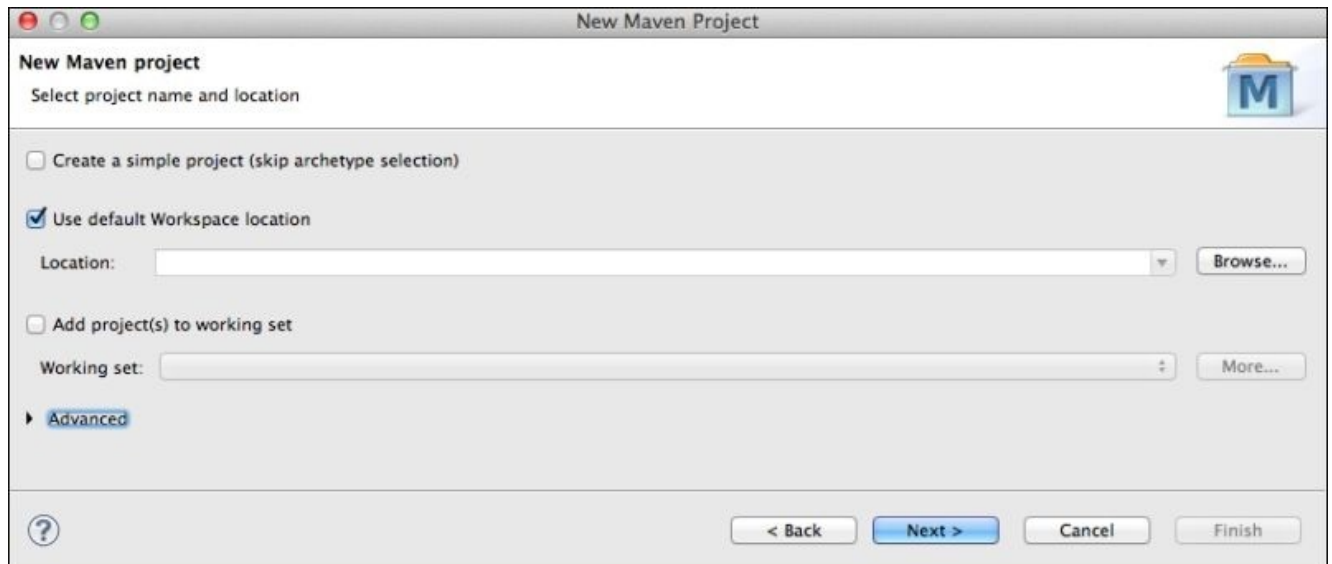 New Maven Project
New Maven project
Select project name and location
M
Create a simple project (skip archetype selection)
Use default Workspace location
Location: Browse...
Add project(s) to working set
Working set: More...
Advanced
? < Back Next > Cancel Finish